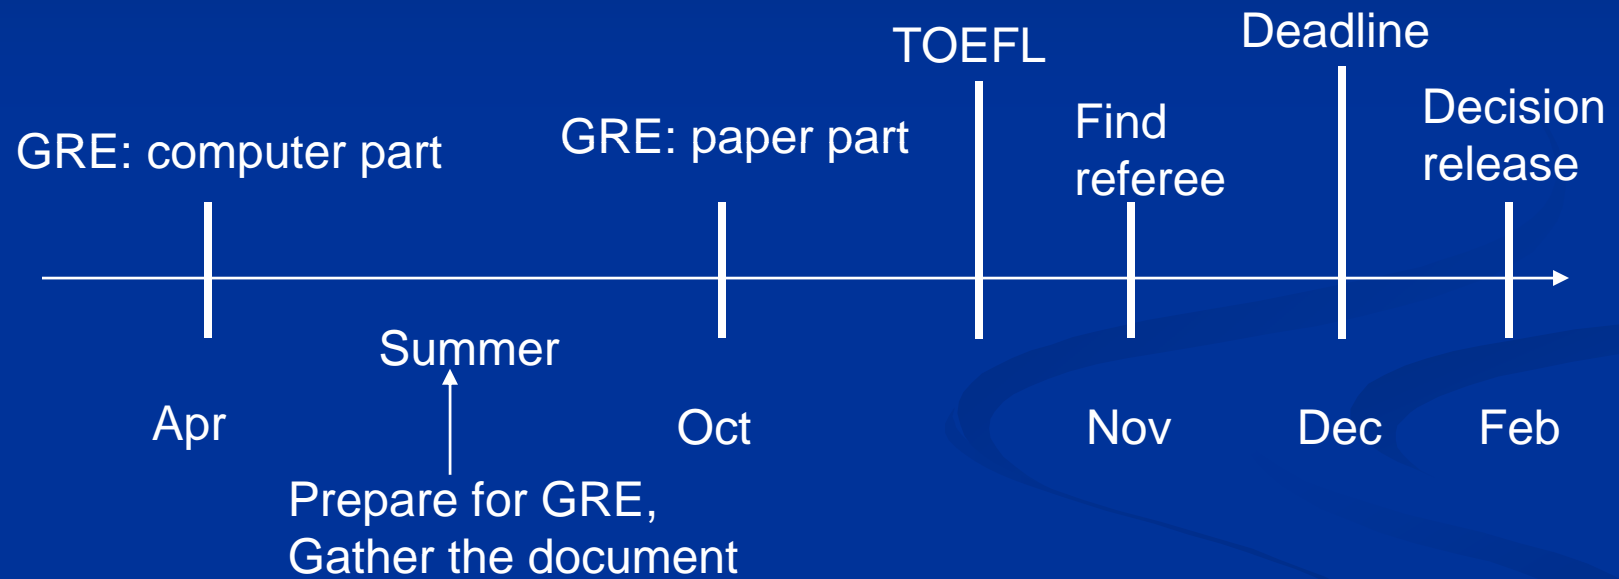 TOEFL
Deadline
GRE: computer part
GRE: paper part
Find
referee
Decision
release
Summer
Apr
Oct
Nov
Dec
Feb
Prepare for GRE,
Gather the document